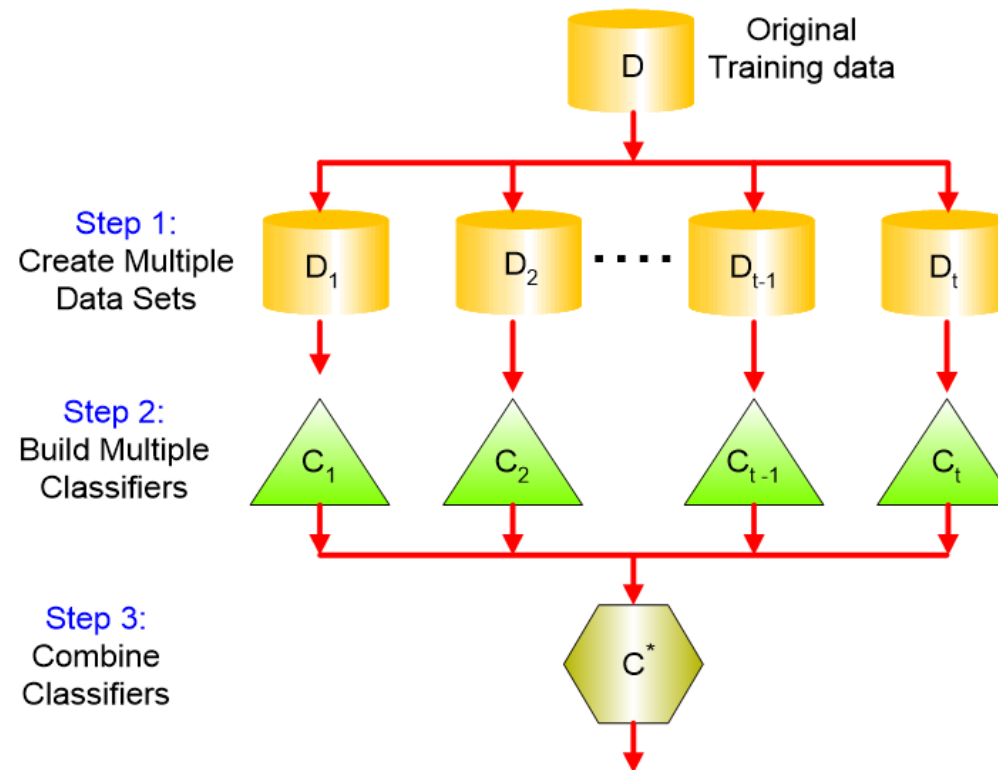 D
Original
Training data
Step 1:
Create Multiple
Data Sets
D₁
D₂
....
Dₜ₋₁
Dₜ
Step 2:
Build Multiple
Classifiers
C₁
C₂
Cₜ₋₁
Cₜ
Step 3:
Combine
Classifiers
C*